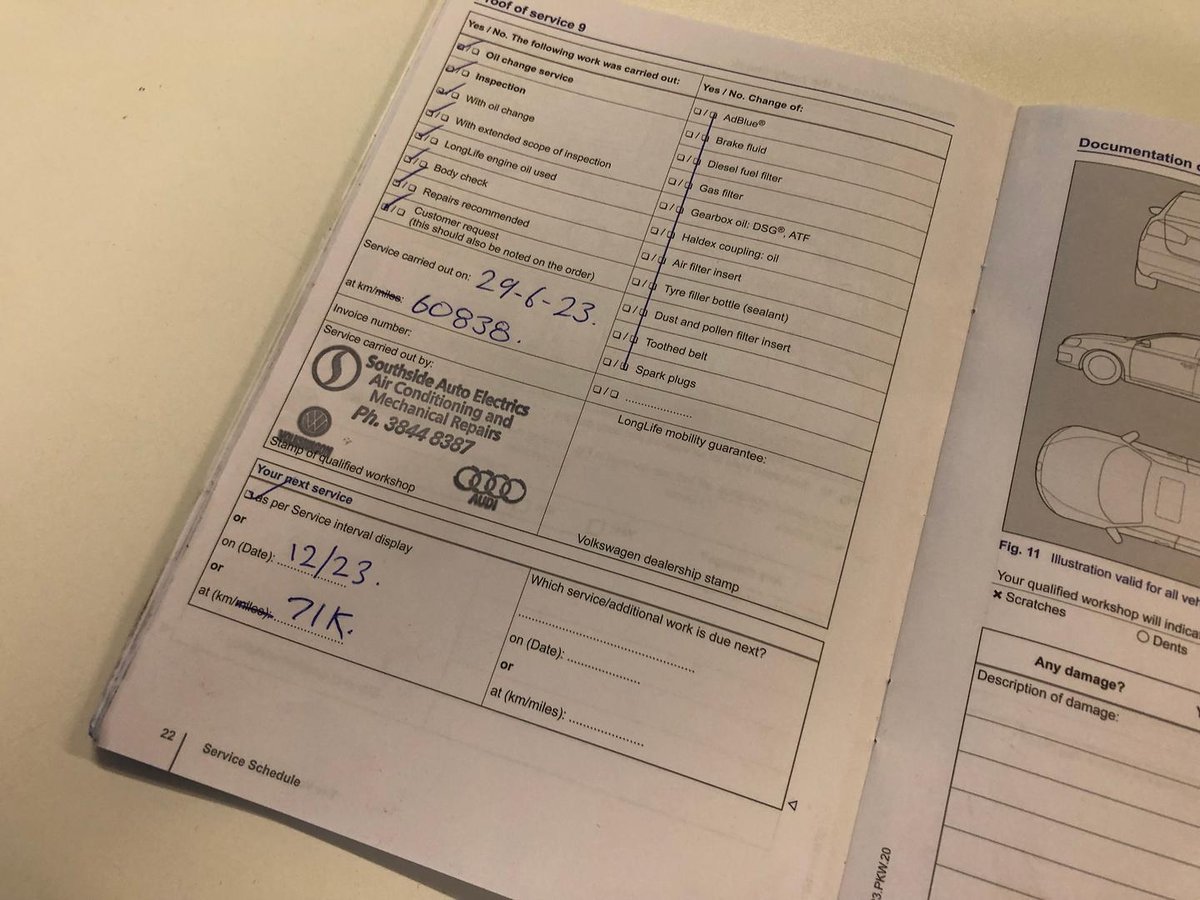 roof of service 9
Yes / No. The following work was carried out:
Oil change service
Inspection
With oil change
With extended scope of inspection
LongLife engine oil used
Body check
Repairs recommended
Customer request
(this should also be noted on the order)
Service carried out on: 29-6-23.
at km/miles: 60838.
Invoice number:
Service carried out by:
Southside Auto Electrics
Air Conditioning and
Mechanical Repairs
Ph. 3844 8387
VOLKSWAGEN
AUDI
Stamp of qualified workshop
Yes / No. Change of:
AdBlue®
Brake fluid
Diesel fuel filter
Gas filter
Gearbox oil: DSG®, ATF
Haldex coupling: oil
Air filter insert
Tyre filler bottle (sealant)
Dust and pollen filter insert
Toothed belt
Spark plugs
LongLife mobility guarantee:
Volkswagen dealership stamp
Your next service
as per Service interval display
or
on (Date): 12/23.
or
at (km/miles): 71K.
Which service/additional work is due next?
on (Date):
or
at (km/miles):
22
Service Schedule
Documentation
Fig. 11 Illustration valid for all veh
Your qualified workshop will indica
× Scratches
Dents
Any damage?
Description of damage:
3.PKW.20